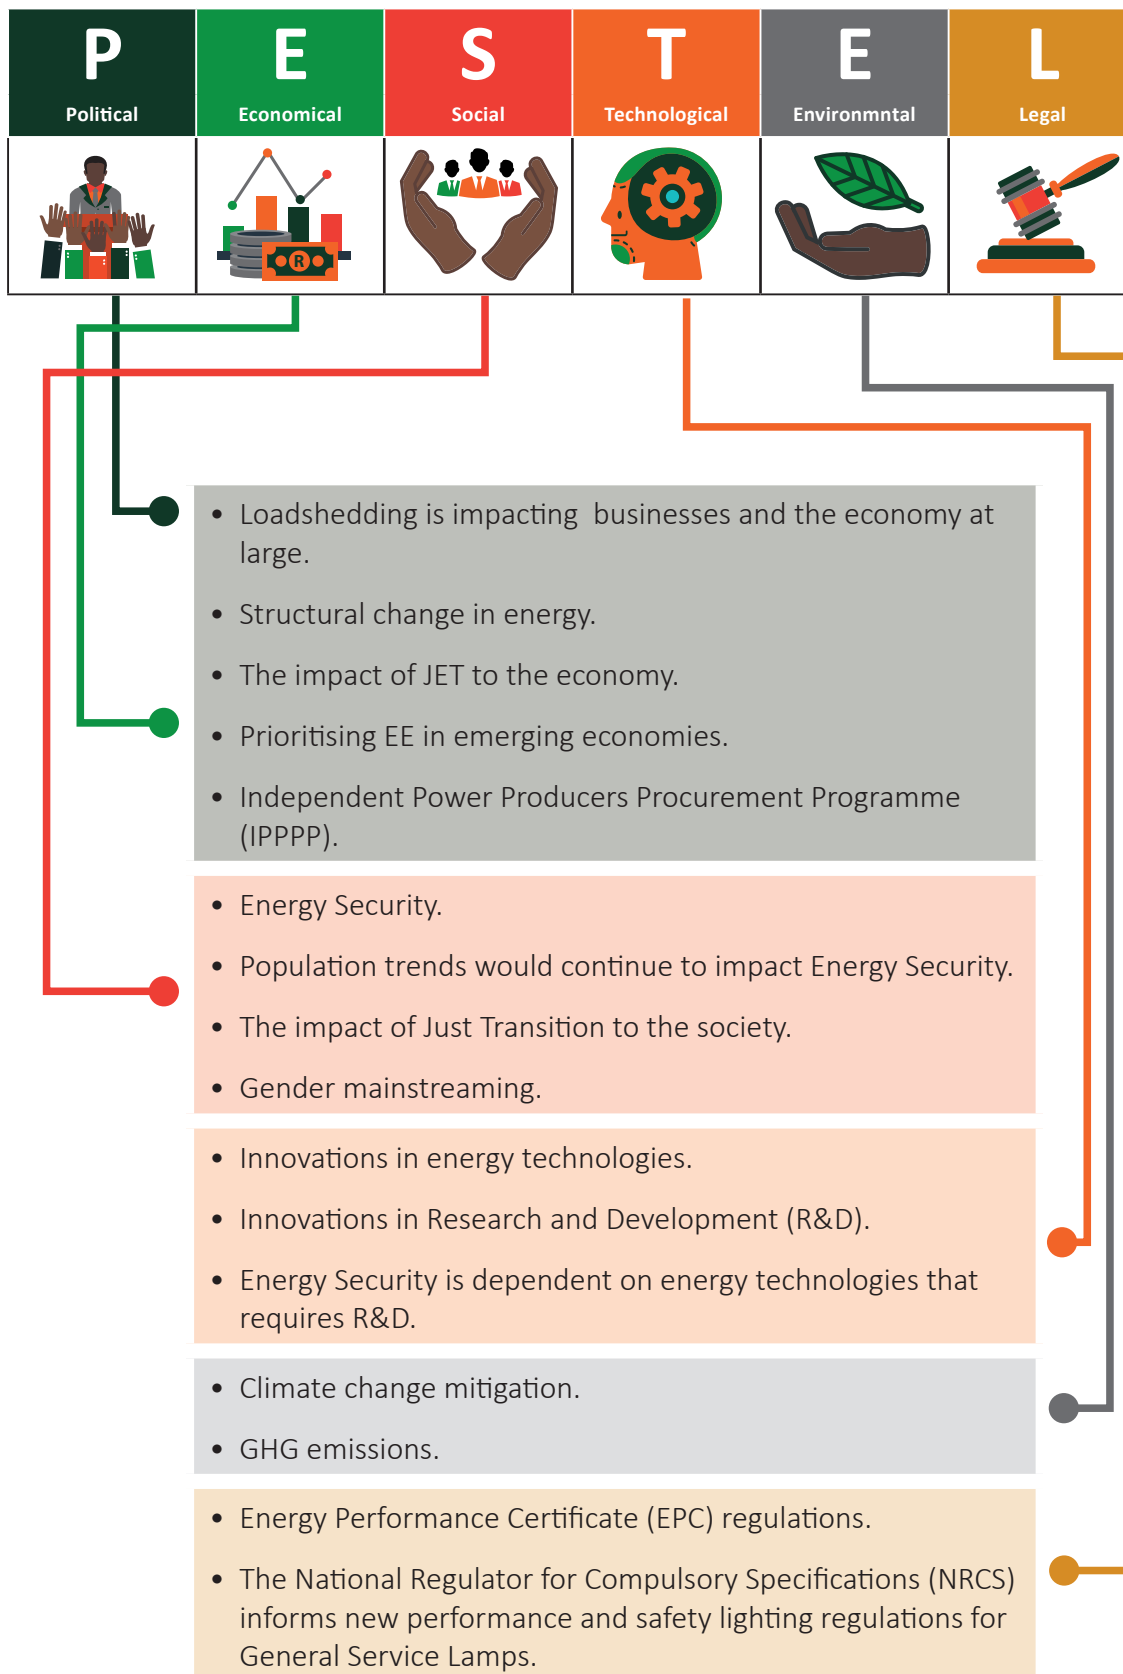 P E S T E L
Political Economical Social Technological Environmntal Legal
R
• Loadshedding is impacting  businesses and the economy at
large.
• Structural change in energy.
• The impact of JET to the economy.
• Prioritising EE in emerging economies.
• Independent Power Producers Procurement Programme
(IPPPP).
• Energy Security.
• Population trends would continue to impact Energy Security.
• The impact of Just Transition to the society.
• Gender mainstreaming.
• Innovations in energy technologies.
• Innovations in Research and Development (R&D).
• Energy Security is dependent on energy technologies that
requires R&D.
• Climate change mitigation.
• GHG emissions.
• Energy Performance Certificate (EPC) regulations.
• The National Regulator for Compulsory Specifications (NRCS)
informs new performance and safety lighting regulations for
General Service Lamps.